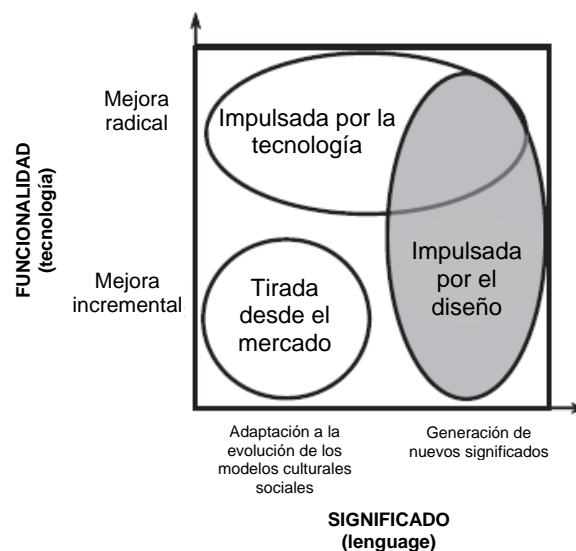 FUNCIONALIDAD
(tecnología)
Mejora
radical
Mejora
incremental
Impulsada por la
tecnología
Impulsada
por el
diseño
Tirada
desde el
mercado
Adaptación a la
evolución de los
modelos culturales
sociales
Generación de
nuevos significados
SIGNIFICADO
(lenguage)